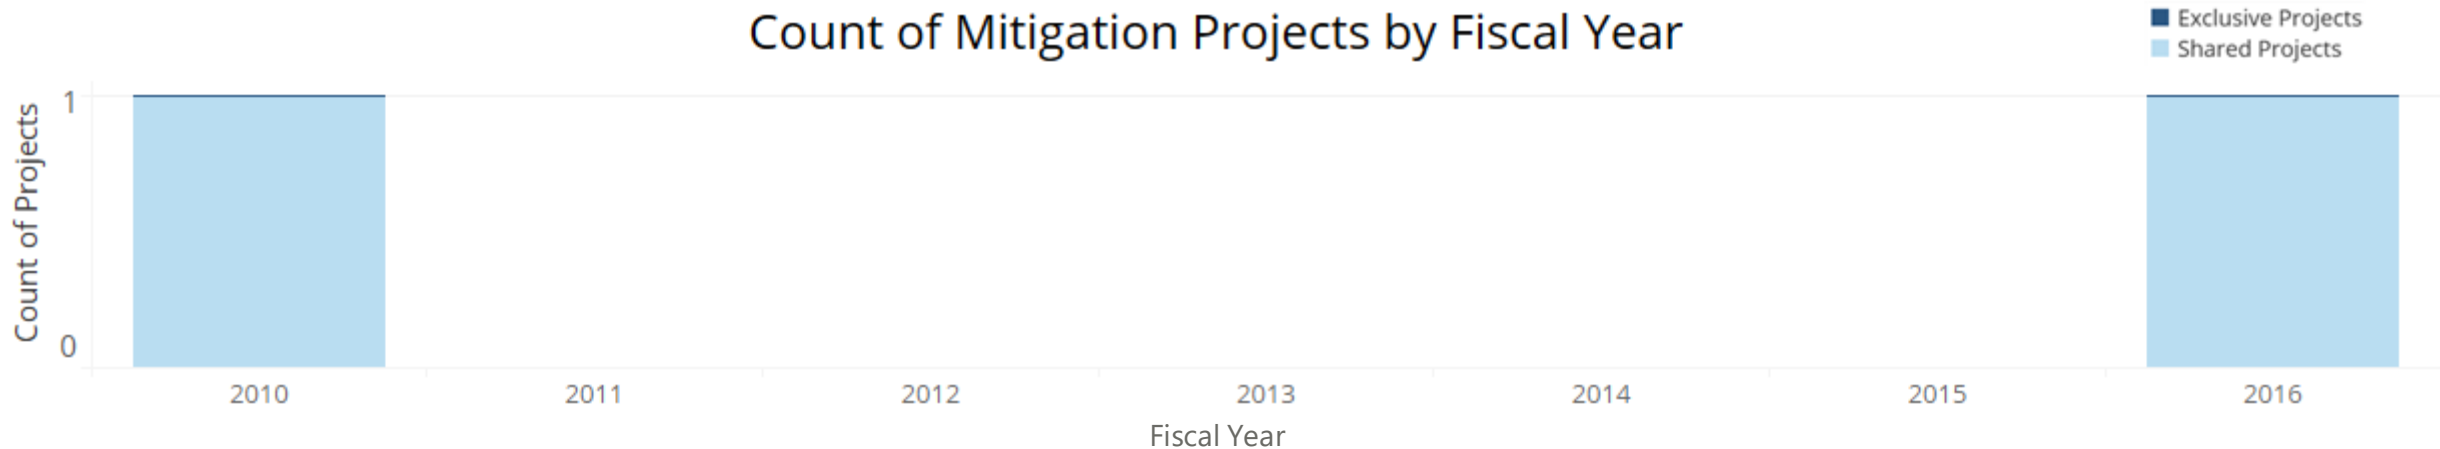 Count of Mitigation Projects by Fiscal Year
Exclusive Projects
Shared Projects
Count of Projects
1
0
2010 2011 2012 2013 2014 2015 2016
Fiscal Year